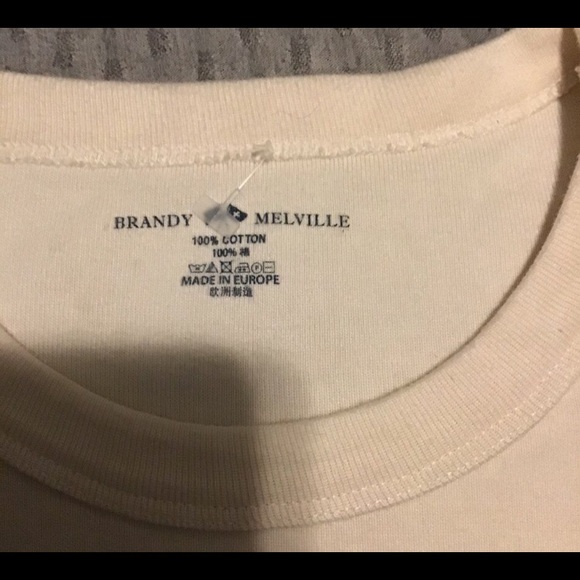 BRANDY MELVILLE
100% COTTON
100% 棉
MADE IN EUROPE
欧洲制造